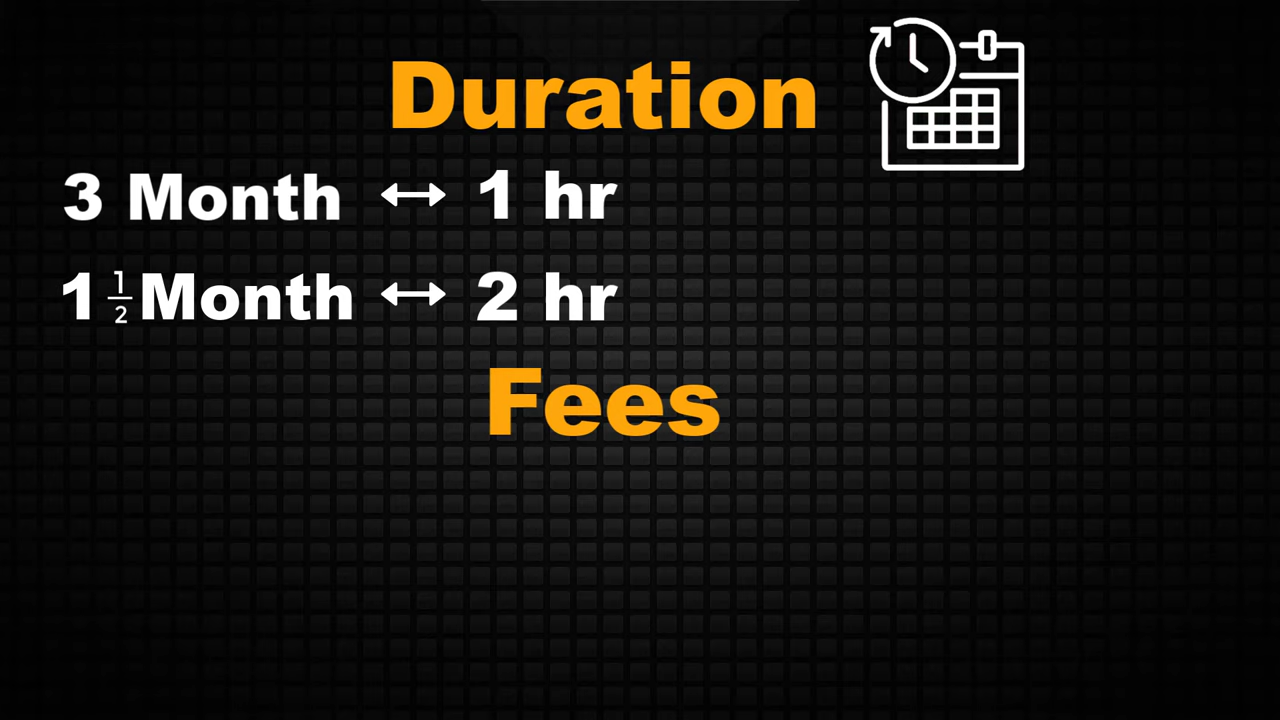 Duration
3 Month ↔ 1 hr
1 1/2 Month ↔ 2 hr
Fees